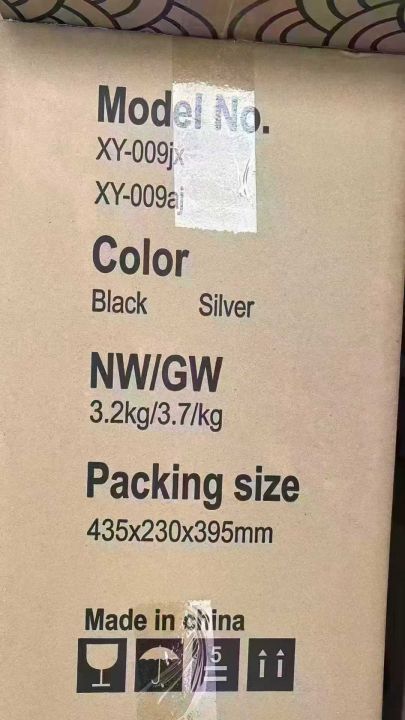 Model No.
XY-009jx
XY-009aj
Color
Black Silver
NW/GW
3.2kg/3.7/kg
Packing size
435x230x395mm
Made in china
5